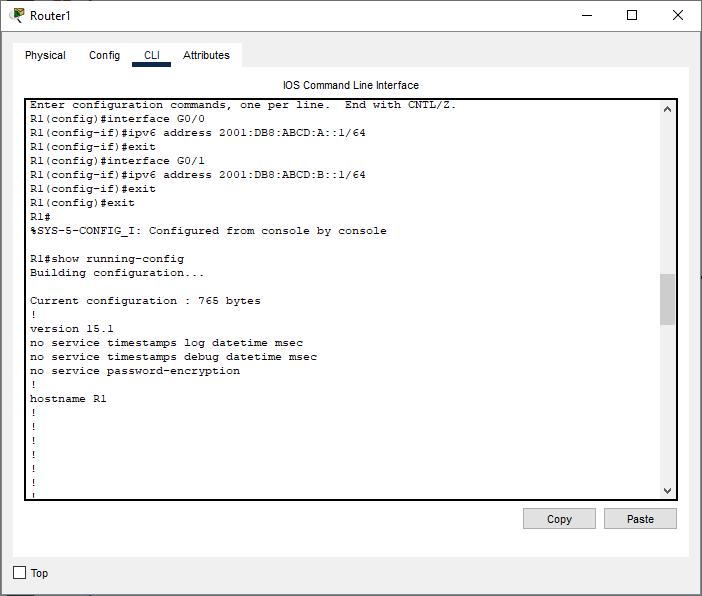 Router1
Physical Config CLI Attributes
IOS Command Line Interface
Enter configuration commands, one per line.  End with CNTL/Z.
R1(config)#interface G0/0
R1(config-if)#ipv6 address 2001:DB8:ABCD:A::1/64
R1(config-if)#exit
R1(config)#interface G0/1
R1(config-if)#ipv6 address 2001:DB8:ABCD:B::1/64
R1(config-if)#exit
R1(config)#exit
R1#
%SYS-5-CONFIG_I: Configured from console by console
R1#show running-config
Building configuration...
Current configuration : 765 bytes
!
version 15.1
no service timestamps log datetime msec
no service timestamps debug datetime msec
no service password-encryption
!
hostname R1
!
!
!
!
!
!
!
Copy Paste
Top